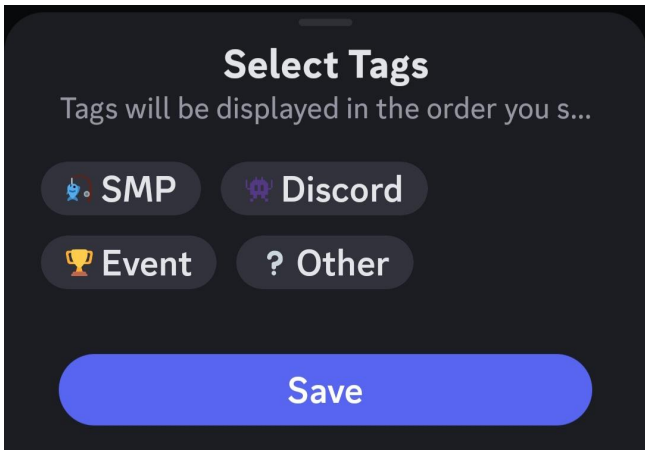 Select Tags
Tags will be displayed in the order you s...
SMP Discord
Event ? Other
Save